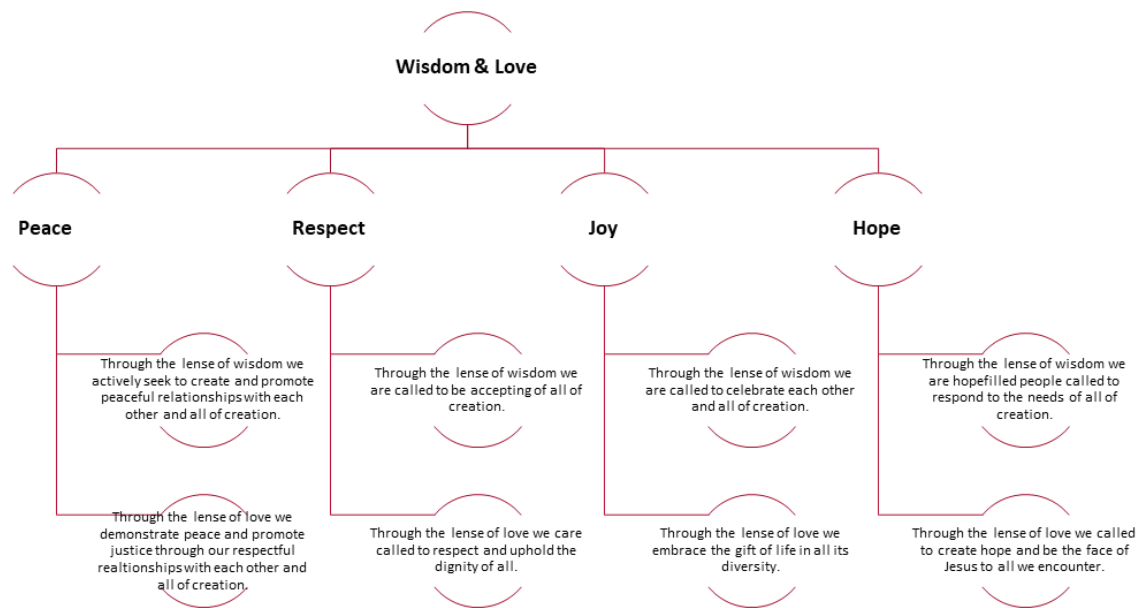 Wisdom & Love
Peace
Respect
Joy
Hope
Through the lense of wisdom we
actively seek to create and promote
peaceful relationships with each
other and all of creation.
Through the lense of wisdom we
are called to be accepting of all of
creation.
Through the lense of wisdom we
are called to celebrate each other
and all of creation.
Through the lense of wisdom we
are hopefilled people called to
respond to the needs of all of
creation.
Through the lense of love we
demonstrate peace and promote
justice through our respectful
realtionships with each other and
all of creation.
Through the lense of love we care
called to respect and uphold the
dignity of all.
Through the lense of love we
embrace the gift of life in all its
diversity.
Through the lense of love we called
to create hope and be the face of
Jesus to all we encounter.